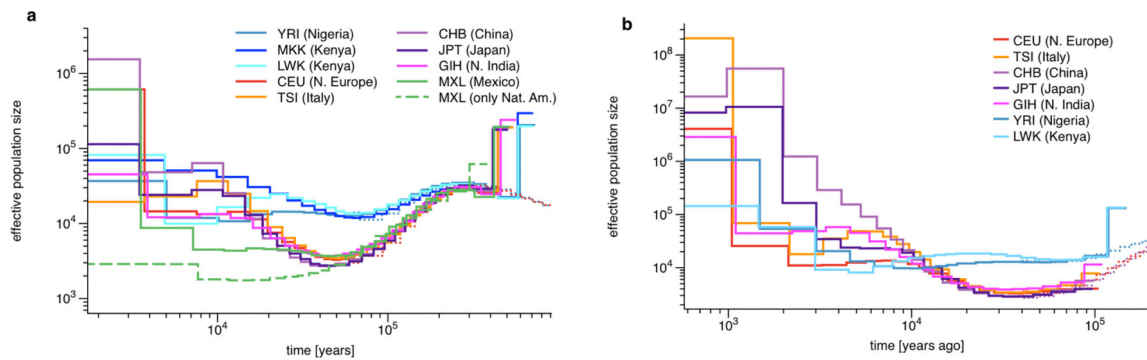 a
YRI (Nigeria)
MKK (Kenya)
LWK (Kenya)
CEU (N. Europe)
TSI (Italy)
CHB (China)
JPT (Japan)
GIH (N. India)
MXL (Mexico)
MXL (only Nat. Am.)
effective population size
10^6
10^5
10^4
10^3
10^4
10^5
time [years]
b
CEU (N. Europe)
TSI (Italy)
CHB (China)
JPT (Japan)
GIH (N. India)
YRI (Nigeria)
LWK (Kenya)
effective population size
10^8
10^7
10^6
10^5
10^4
10^3
10^4
10^5
time [years ago]